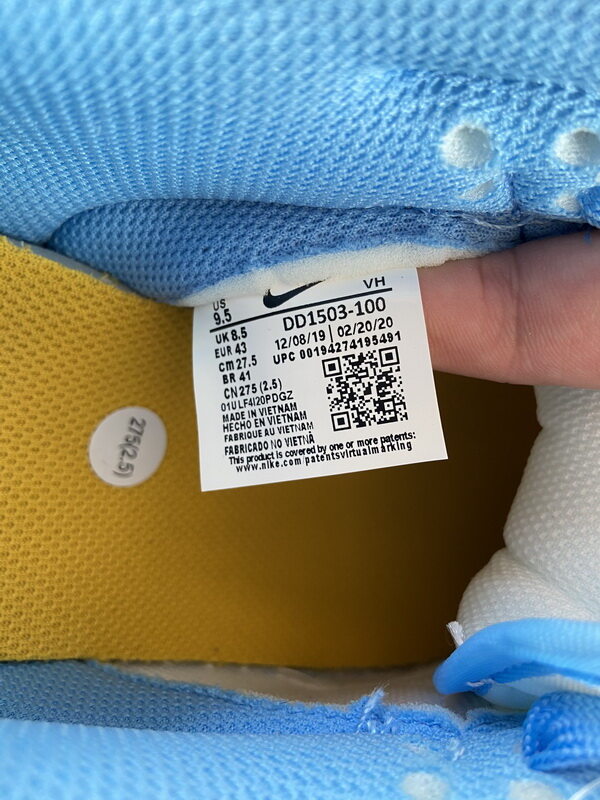 US VH
9.5
UK 8.5 DD1503-100
EUR 43 12/08/19 | 02/20/20
cm 27.5 UPC 00194274195491
BR 41
CN 275 (2.5)
01ULF4I20PDGZ
MADE IN VIETNAM
HECHO EN VIETNAM
FABRIQUE AU VIETNAM
FABRICADO NO VIETNÃ
This product is covered by one or more patents:
www.nike.com/patentsvirtualmarking
275(2.5)